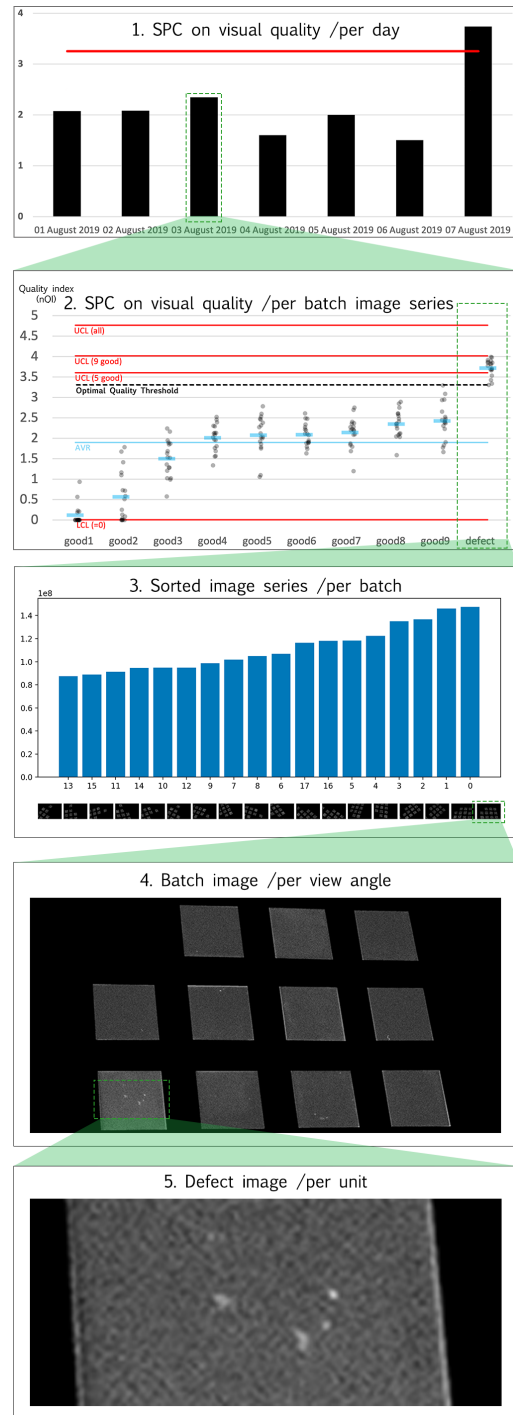 1. SPC on visual quality /per day
4
3
2
1
0
01 August 2019 02 August 2019 03 August 2019 04 August 2019 05 August 2019 06 August 2019 07 August 2019
Quality index
(nQI)
2. SPC on visual quality /per batch image series
5
UCL (all)
4.5
4
UCL (9 good)
UCL (5 good)
3.5
Optimal Quality Threshold
3
2.5
2
AVR
1.5
1
0.5
0
LCL (=0)
good1 good2 good3 good4 good5 good6 good7 good8 good9 defect
3. Sorted image series /per batch
1e8
1.4
1.2
1.0
0.8
0.6
0.4
0.2
0.0
13 15 11 14 10 12 9 7 8 6 17 16 5 4 3 2 1 0
4. Batch image /per view angle
5. Defect image /per unit